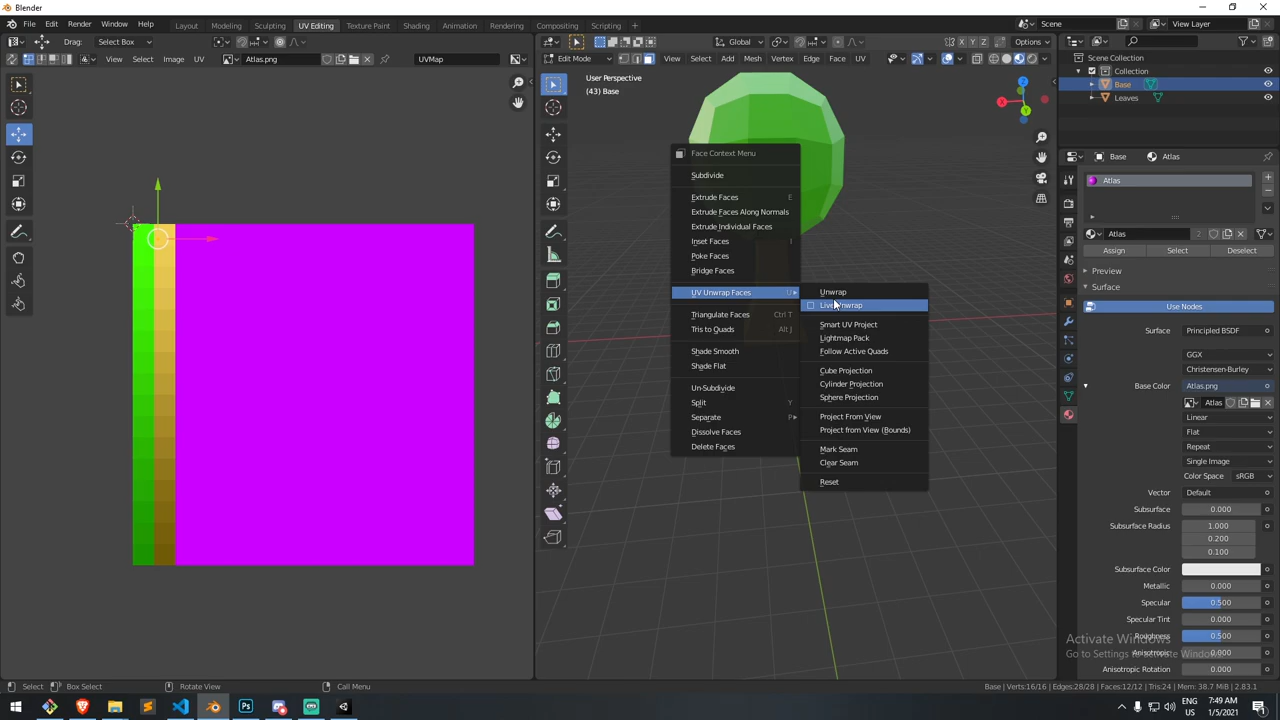 Blender
File Edit Render Window Help Layout Modeling Sculpting UV Editing Texture Paint Shading Animation Rendering Compositing Scripting + Scene View Layer
Drag: Select Box Global X Y Z Options
View Select Image UV Atlas.png UVMap Edit Mode View Select Add Mesh Vertex Edge Face UV
User Perspective
(43) Base
Scene Collection
Collection
Base
Leaves
Face Context Menu
Subdivide
Extrude Faces E
Extrude Faces Along Normals
Extrude Individual Faces
Inset Faces I
Poke Faces
Bridge Faces
UV Unwrap Faces U
Triangulate Faces Ctrl T
Tris to Quads Alt J
Shade Smooth
Shade Flat
Un-Subdivide
Split Y
Separate P
Dissolve Faces
Delete Faces
Unwrap
Live Unwrap
Smart UV Project
Lightmap Pack
Follow Active Quads
Cube Projection
Cylinder Projection
Sphere Projection
Project From View
Project from View (Bounds)
Mark Seam
Clear Seam
Reset
Base Atlas
Atlas
Atlas 2
Assign Select Deselect
Preview
Surface
Use Nodes
Surface Principled BSDF
GGX
Christensen-Burley
Base Color Atlas.png
Atlas
Linear
Flat
Repeat
Single Image
Color Space sRGB
Vector Default
Subsurface 0.000
Subsurface Radius 1.000
0.200
0.100
Subsurface Color
Metallic 0.000
Specular 0.500
Specular Tint 0.000
Roughness 0.500
Anisotropic 0.000
Anisotropic Rotation 0.000
Activate Windows
Go to Settings to activate Windows.
Select Box Select Rotate View Call Menu Base | Verts:16/16 | Edges:28/28 | Faces:12/12 | Tris:24 | Mem: 38.7 MiB | 2.83.1
ENG 7:49 AM
US 1/5/2021